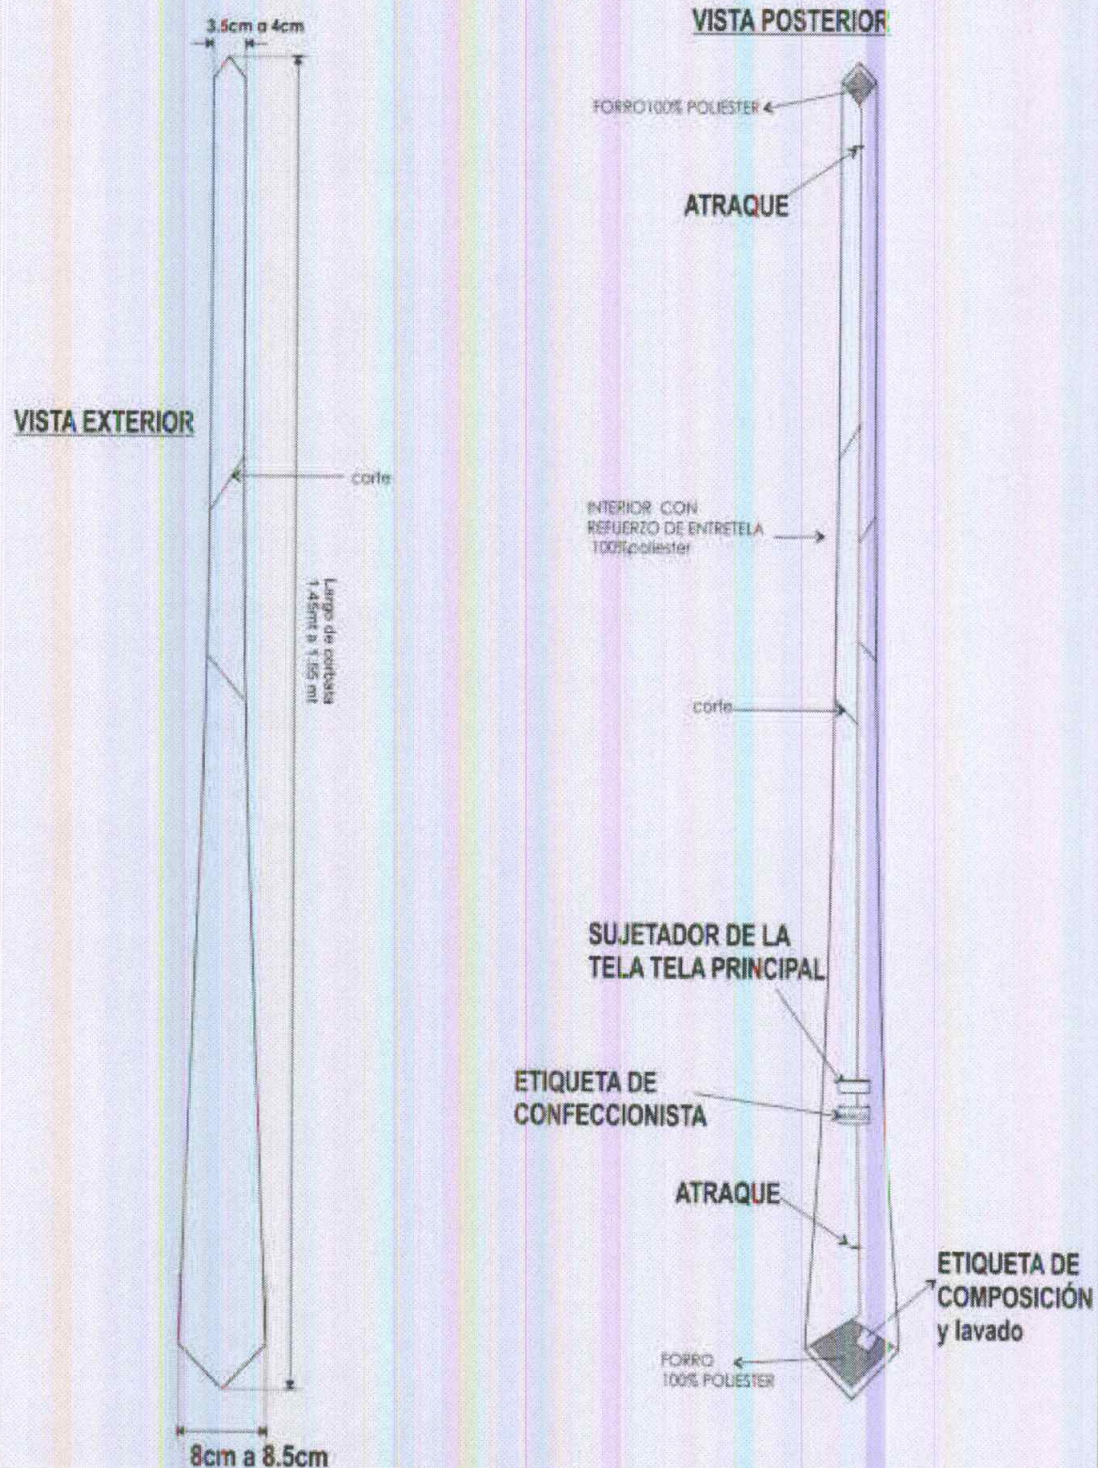 3.5cm a 4cm
VISTA EXTERIOR
corte
Largo de corbata
1.45mt a 1.55 mt
8cm a 8.5cm
VISTA POSTERIOR
FORRO100% POLIESTER
ATRAQUE
INTERIOR CON
REFUERZO DE ENTRETELA
100%poliester
corte
SUJETADOR DE LA
TELA TELA PRINCIPAL
ETIQUETA DE
CONFECCIONISTA
ATRAQUE
ETIQUETA DE
COMPOSICIÓN
y lavado
FORRO
100% POLIESTER